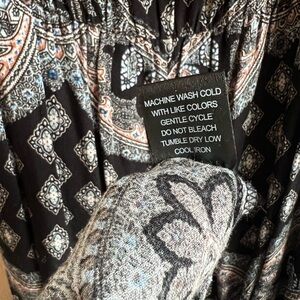 MACHINE WASH COLD
WITH LIKE COLORS
GENTLE CYCLE
DO NOT BLEACH
TUMBLE DRY LOW
COOL IRON